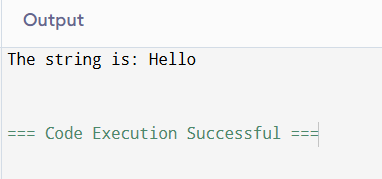 Output
The string is: Hello
=== Code Execution Successful ===